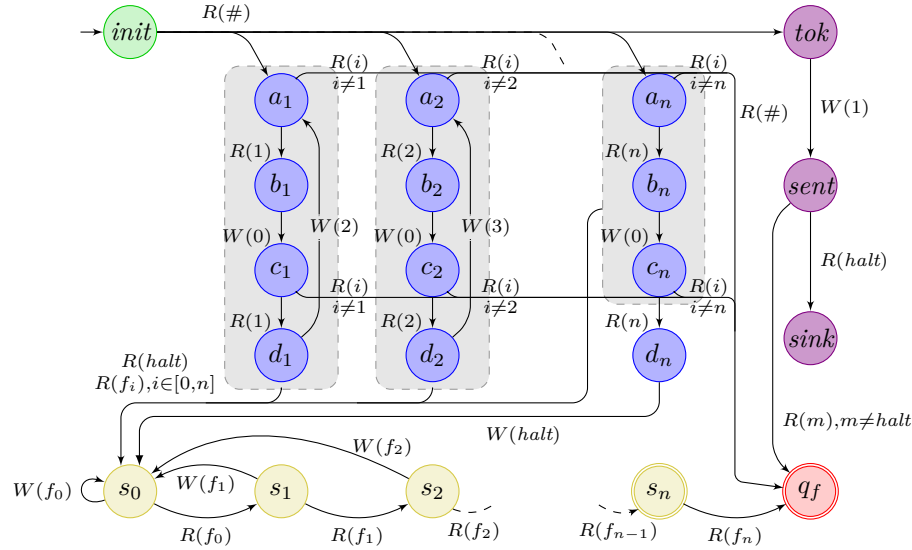 R(#)
init
tok
R(i) i≠1
R(i) i≠2
R(i) i≠n
a₁
a₂
aₙ
R(#)
W(1)
R(1)
R(2)
R(n)
b₁
b₂
bₙ
sent
W(0)
W(2)
W(0)
W(3)
W(0)
c₁
c₂
cₙ
R(halt)
R(i) i≠1
R(i) i≠2
R(i) i≠n
R(1)
R(2)
R(n)
sink
d₁
d₂
dₙ
R(halt)
R(fᵢ),i∈[0,n]
R(m),m≠halt
W(halt)
W(f₂)
W(f₁)
W(f₀)
s₀
s₁
s₂
sₙ
q_f
R(f₀)
R(f₁)
R(f₂)
R(fₙ₋₁)
R(fₙ)